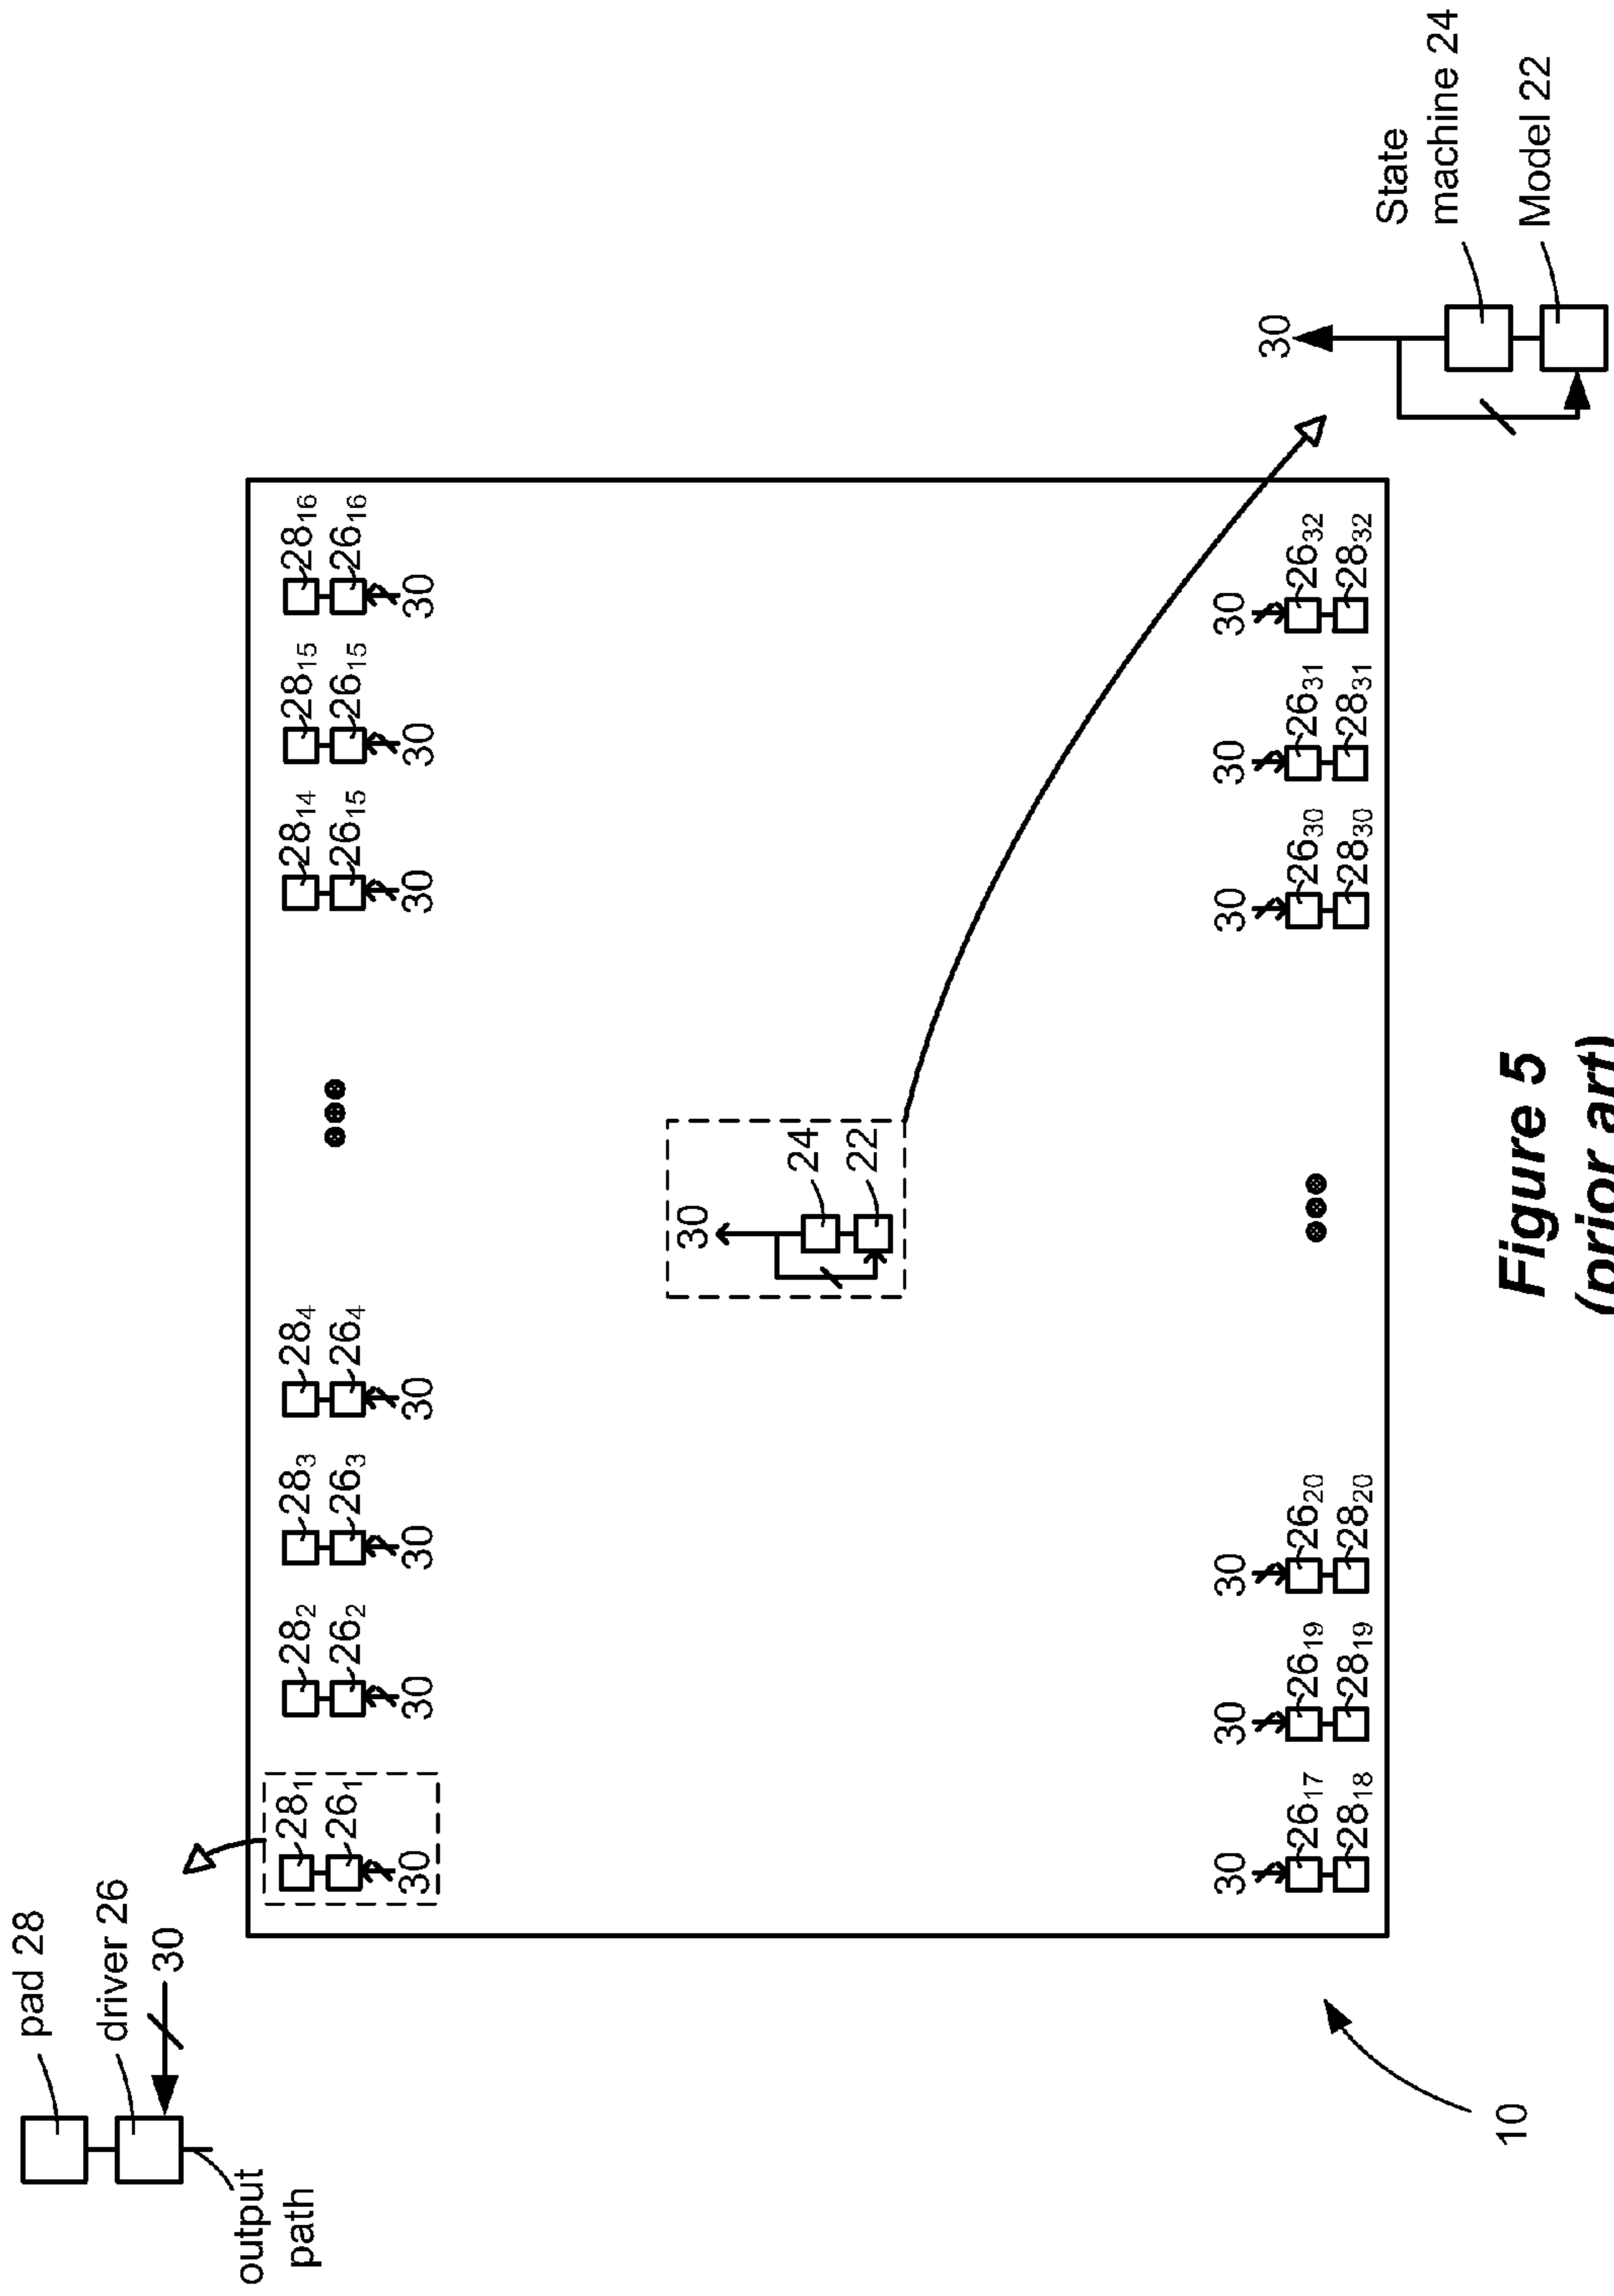 pad 28
driver 26
30
output
path
28₁ 28₂ 28₃ 28₄ 28₁₄ 28₁₅ 28₁₆
26₁ 26₂ 26₃ 26₄ 26₁₅ 26₁₅ 26₁₆
30 30 30 30 30 30 30
30
24
22
30 30 30 30 30 30
26₁₇ 26₁₉ 26₂₀ 26₃₀ 26₃₁ 26₃₂
28₁₈ 28₁₉ 28₂₀ 28₃₀ 28₃₁ 28₃₂
30
State
machine 24
Model 22
10
Figure 5
(prior art)